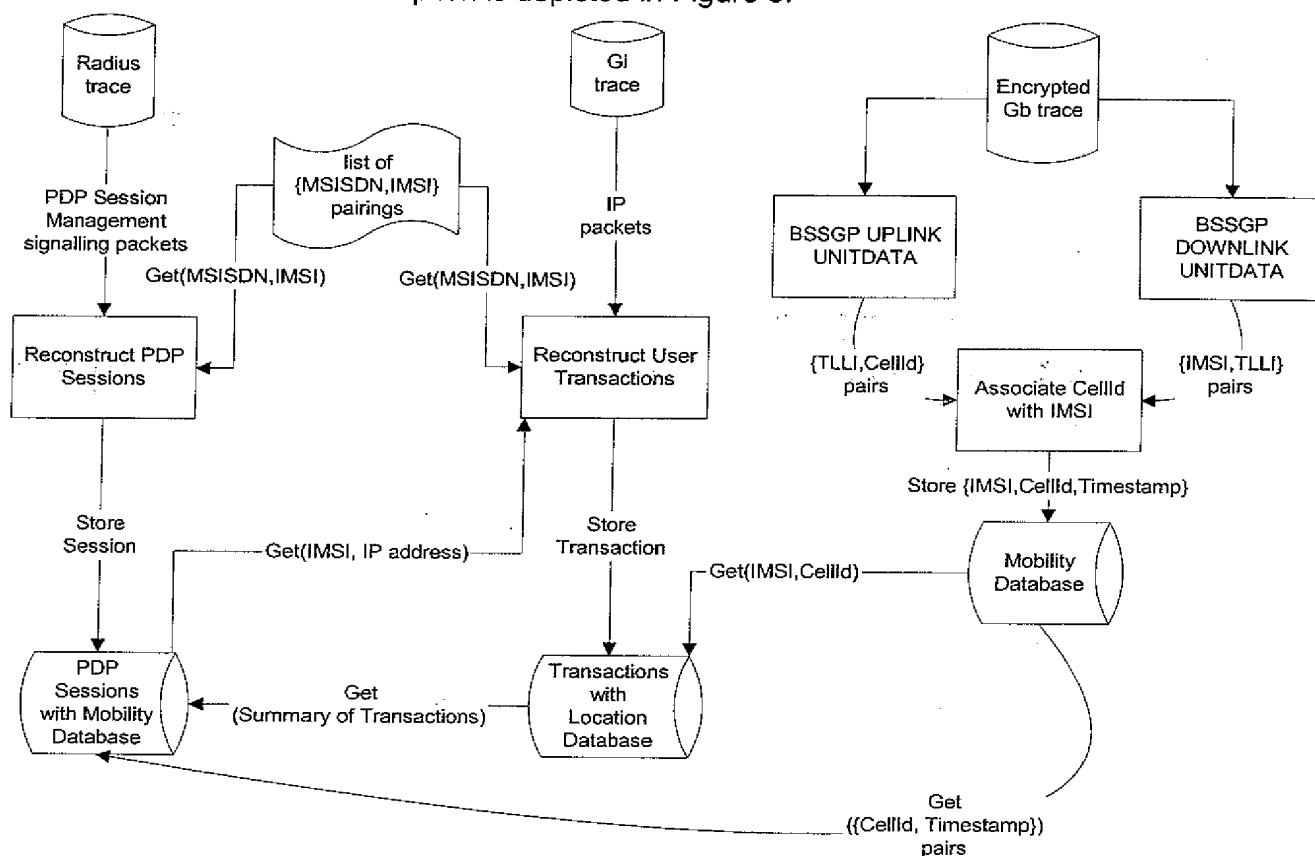 is depicted in Figure
Radius
trace
Gi
trace
Encrypted
Gb trace
list of
{MSISDN,IMSI}
pairings
PDP Session
Management
signalling packets
IP
packets
BSSGP UPLINK
UNITDATA
BSSGP
DOWNLINK
UNITDATA
Get(MSISDN,IMSI)
Get(MSISDN,IMSI)
Reconstruct PDP
Sessions
Reconstruct User
Transactions
{TLLI,CellId}
pairs
{IMSI,TLLI}
pairs
Associate CellId
with IMSI
Store {IMSI,CellId,Timestamp}
Store
Session
Get(IMSI, IP address)
Store
Transaction
Get(IMSI,CellId)
Mobility
Database
PDP
Sessions
with Mobility
Database
Get
(Summary of Transactions)
Transactions
with
Location
Database
Get
({CellId, Timestamp})
pairs